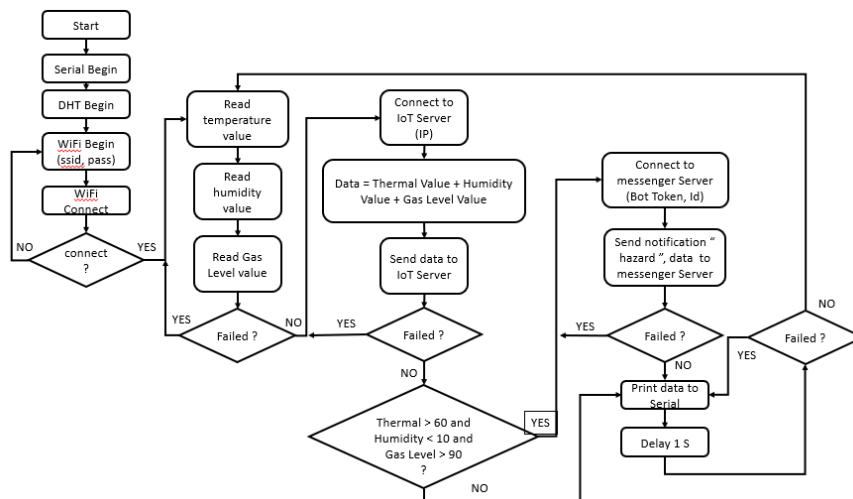 Start
Serial Begin
DHT Begin
WiFi Begin
(ssid, pass)
WiFi
Connect
connect
?
NO
YES
Read
temperature
value
Read
humidity
value
Read Gas
Level value
Failed ?
YES
NO
Connect to
IoT Server
(IP)
Data = Thermal Value + Humidity
Value + Gas Level Value
Send data to
IoT Server
Failed ?
YES
NO
Thermal > 60 and
Humidity < 10 and
Gas Level > 90
?
YES
NO
Connect to
messenger Server
(Bot Token, Id)
Send notification “
hazard ”, data to
messenger Server
Failed ?
YES
NO
Print data to
Serial
Delay 1 S
Failed ?
YES
NO